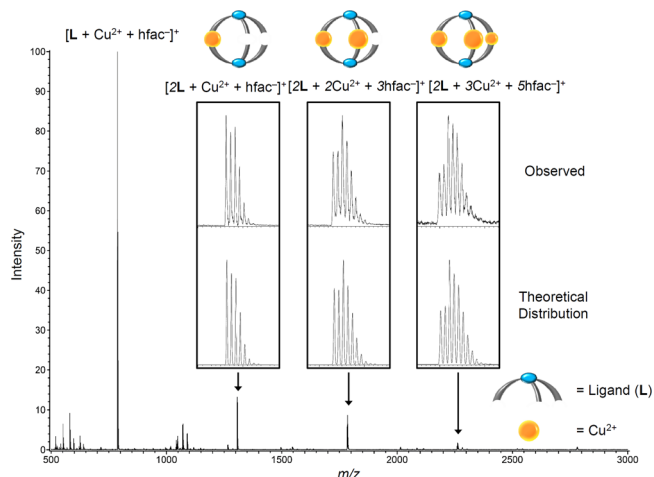 [L + Cu²⁺ + hfac⁻]⁺
[2L + Cu²⁺ + hfac⁻]⁺ [2L + 2Cu²⁺ + 3hfac⁻]⁺ [2L + 3Cu²⁺ + 5hfac⁻]⁺
100
90
80
70
60
50
40
30
20
10
0
Intensity
Observed
Theoretical
Distribution
= Ligand (L)
= Cu²⁺
500 1000 1500 2000 2500 3000
m/z